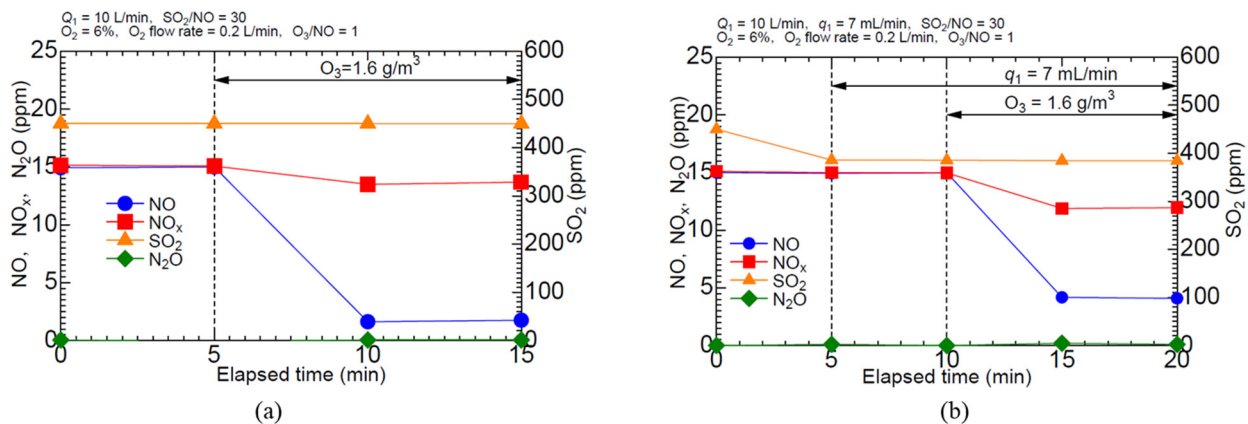 Q₁ = 10 L/min, SO₂/NO = 30
O₂ = 6%, O₂ flow rate = 0.2 L/min, O₃/NO = 1
25
20
15
10
5
0
NO, NOₓ, N₂O (ppm)
600
500
400
300
200
100
0
SO₂ (ppm)
O₃=1.6 g/m³
NO
NOₓ
SO₂
N₂O
0 5 10 15
Elapsed time (min)
(a)
Q₁ = 10 L/min, q₁ = 7 mL/min, SO₂/NO = 30
O₂ = 6%, O₂ flow rate = 0.2 L/min, O₃/NO = 1
25
20
15
10
5
0
NO, NOₓ, N₂O (ppm)
600
500
400
300
200
100
0
SO₂ (ppm)
q₁ = 7 mL/min
O₃ = 1.6 g/m³
NO
NOₓ
SO₂
N₂O
0 5 10 15 20
Elapsed time (min)
(b)